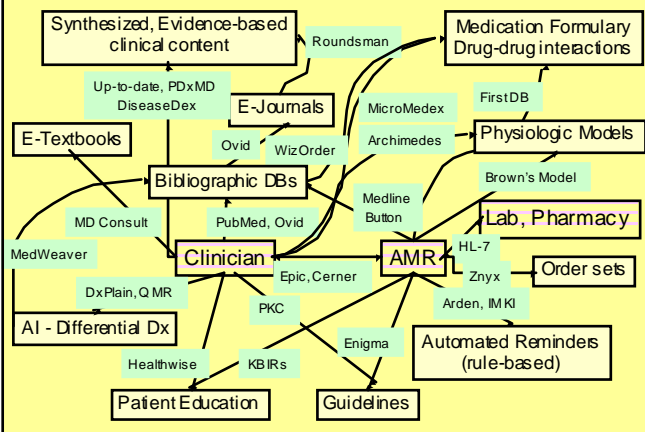 Synthesized, Evidence-based
clinical content
Roundsman
Medication Formulary
Drug-drug interactions
Up-to-date, PDxMD
DiseaseDex
E-Journals
MicroMedex
FirstDB
E-Textbooks
Ovid
WizOrder
Archimedes
Physiologic Models
Bibliographic DBs
Brown's Model
MD Consult
PubMed, Ovid
Medline
Button
Lab, Pharmacy
MedWeaver
Clinician
AMR
HL-7
Epic, Cerner
Znyx
Order sets
DxPlain, QMR
PKC
Arden, IMKI
AI - Differential Dx
Enigma
Automated Reminders
(rule-based)
Healthwise
KBIRs
Patient Education
Guidelines